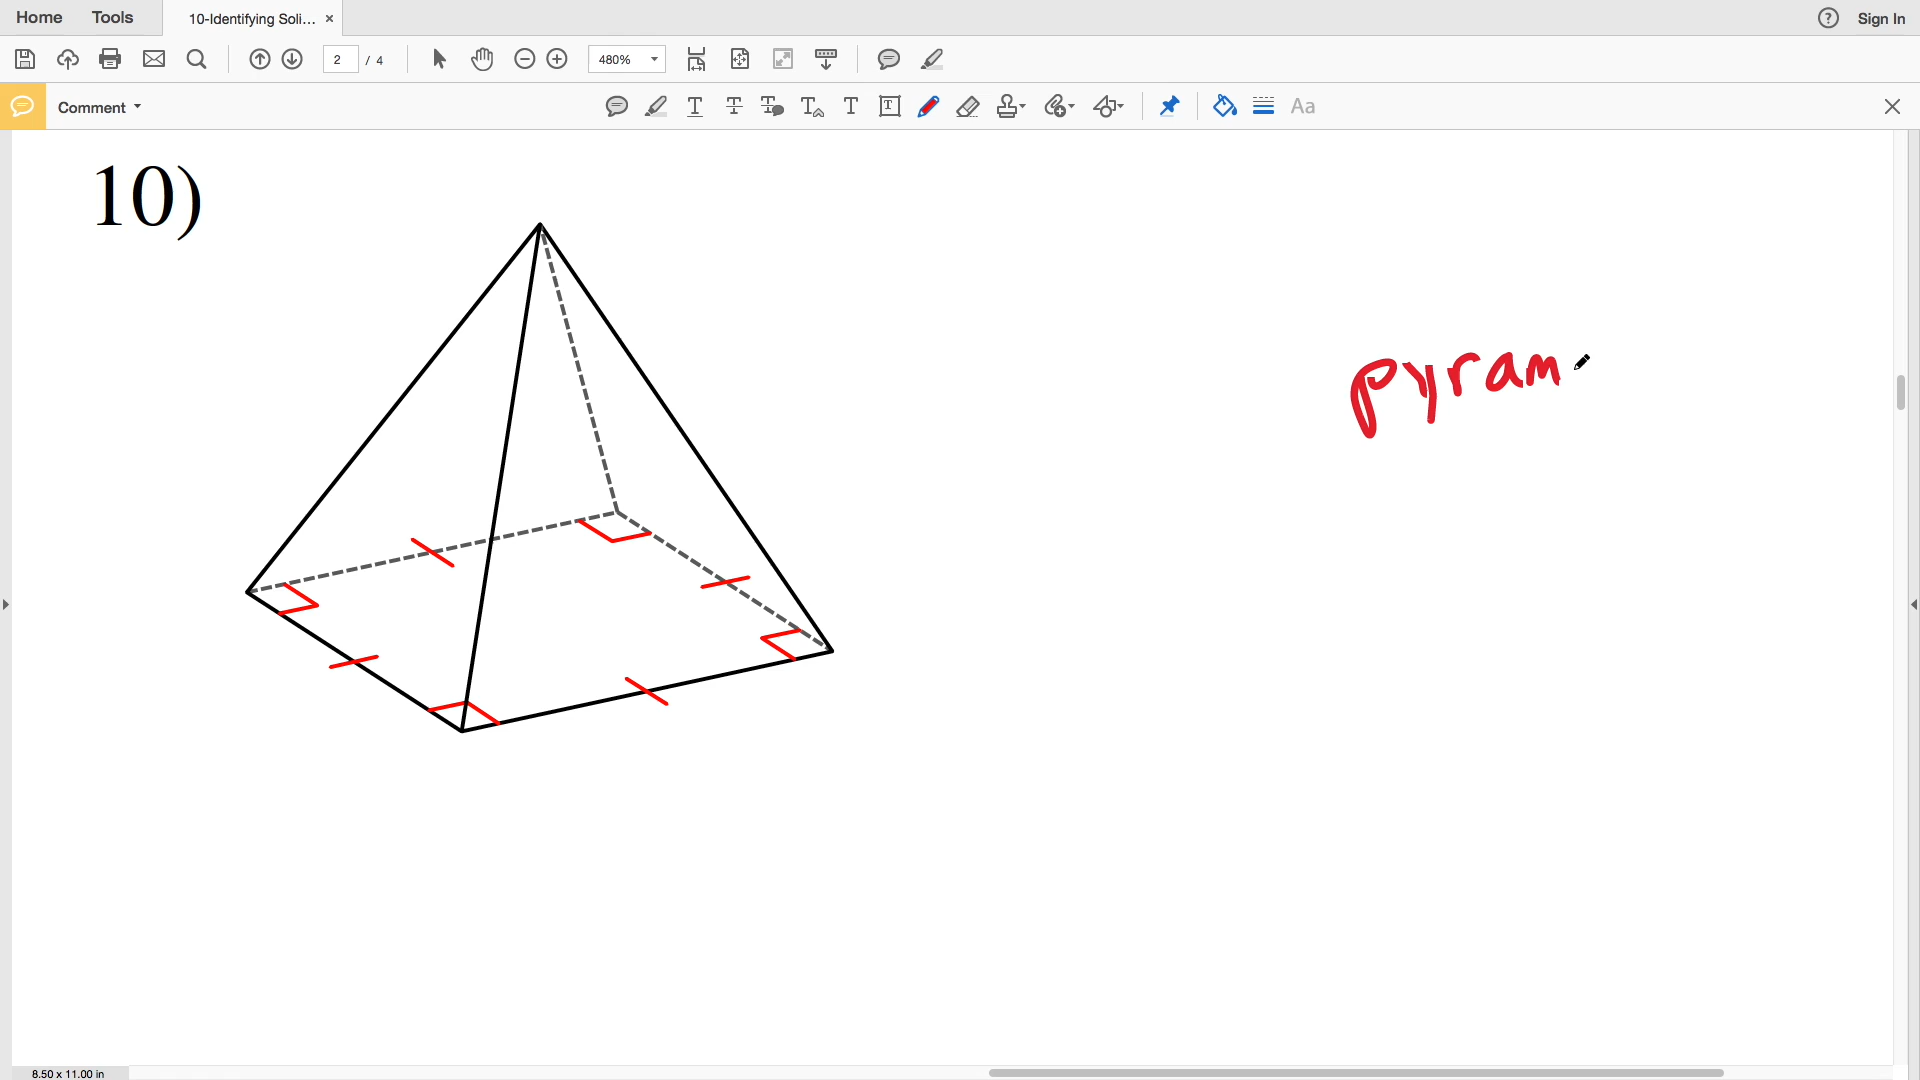 Home Tools 10-Identifying Soli... × ? Sign In
2 / 4 480%
Comment T T T T T T Aa
10)
pyram
8.50 x 11.00 in